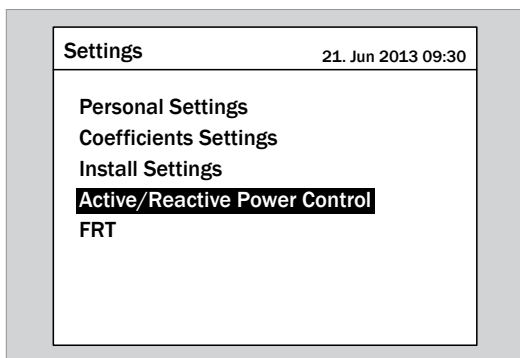 Settings
21. Jun 2013 09:30
Personal Settings
Coefficients Settings
Install Settings
Active/Reactive Power Control
FRT